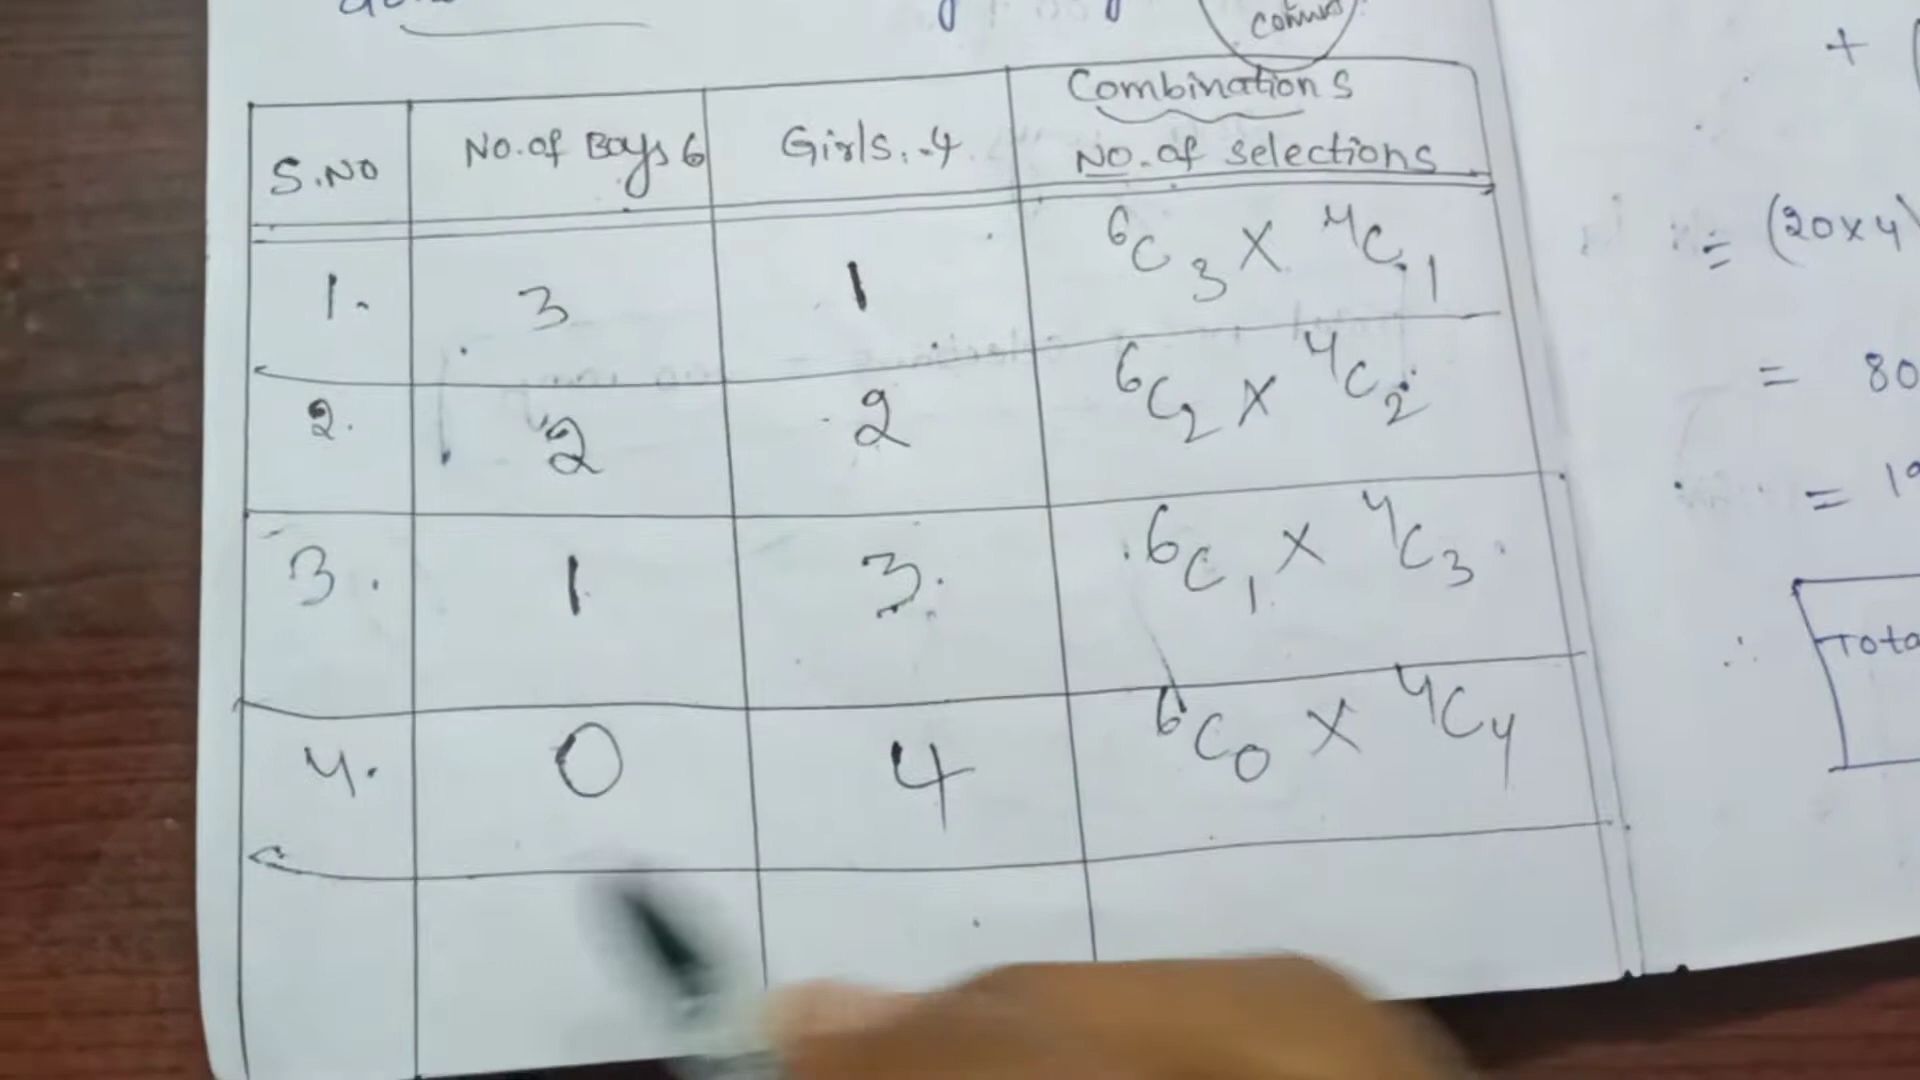 Combinations
S.NO No. of Boys 6 Girls. 4 No. of selections
1. 3 1 ⁶C₃ X ⁴C₁
2. 2 2 ⁶C₂ X ⁴C₂
3. 1 3. ⁶C₁ X ⁴C₃
4. 0 4 ⁶C₀ X ⁴C₄
+
= (20x4)
= 80
= 19
∴ Tota